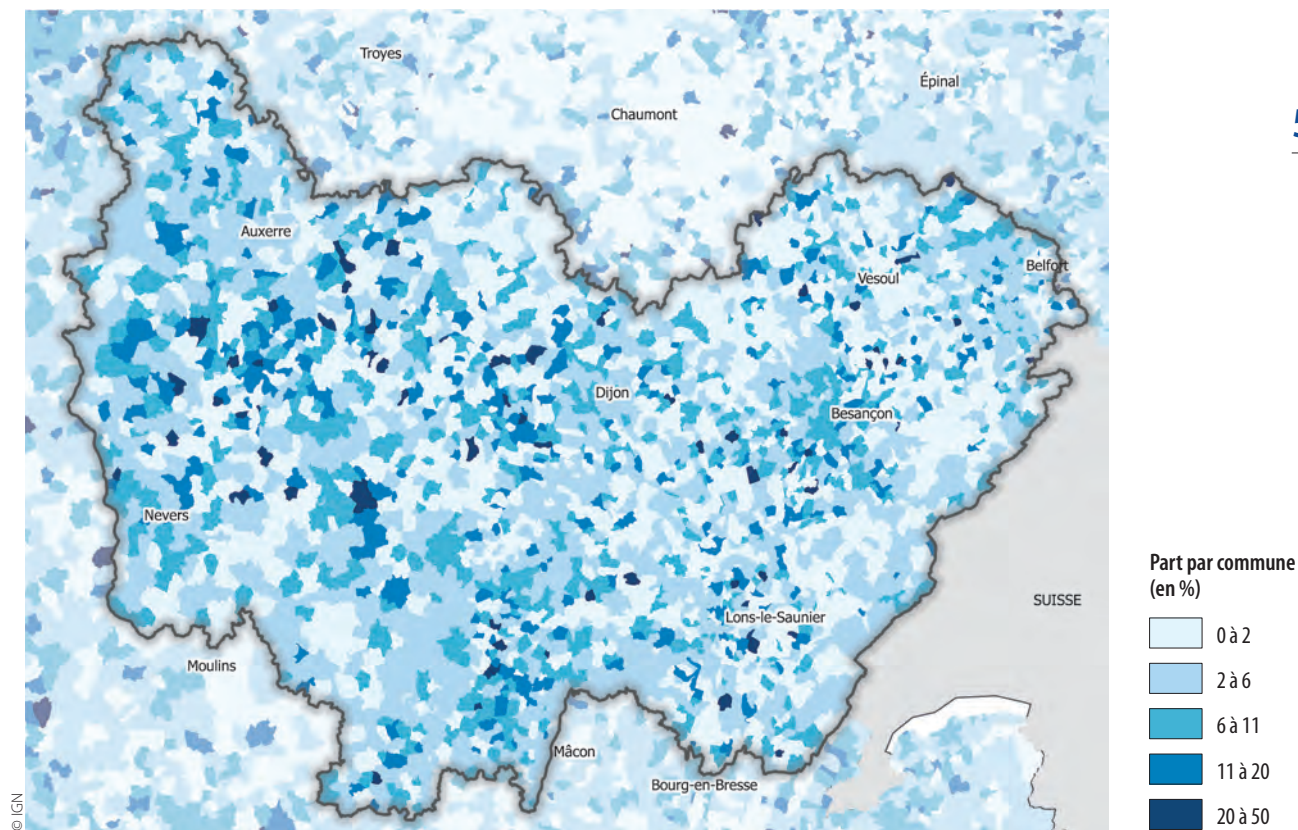 Troyes
Épinal
Chaumont
5
Auxerre
Vesoul
Belfort
Dijon
Besançon
Nevers
SUISSE
Lons-le-Saunier
Moulins
Mâcon
Bourg-en-Bresse
© IGN
Part par commune
(en %)
0 à 2
2 à 6
6 à 11
11 à 20
20 à 50